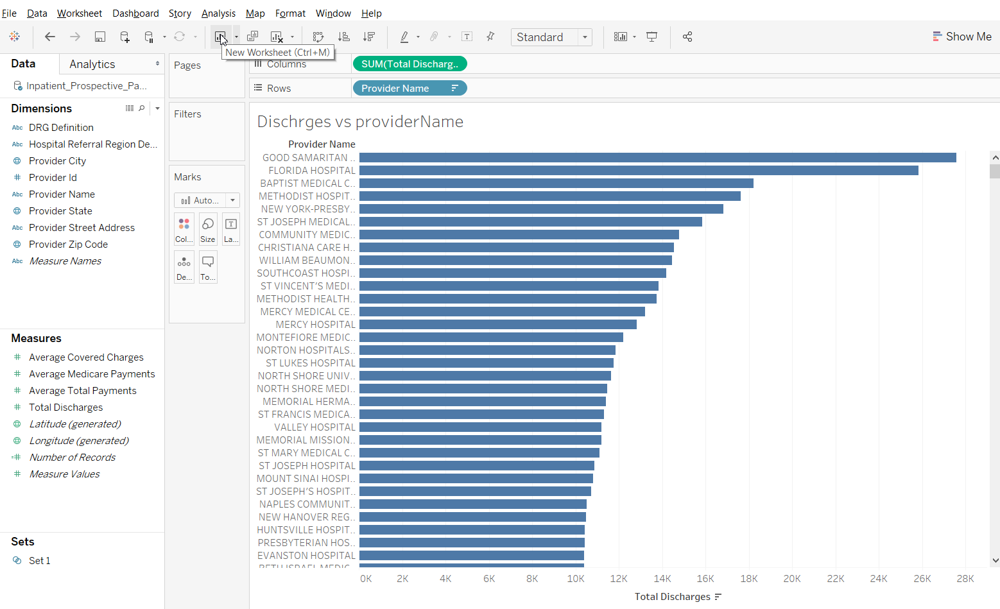 File Data Worksheet Dashboard Story Analysis Map Format Window Help
Standard
Show Me
New Worksheet (Ctrl+M)
Data Analytics
Inpatient_Prospective_Pa...
Dimensions
Abc DRG Definition
Abc Hospital Referral Region De...
Provider City
# Provider Id
Abc Provider Name
Provider State
Abc Provider Street Address
Provider Zip Code
Abc Measure Names
Measures
# Average Covered Charges
# Average Medicare Payments
# Average Total Payments
# Total Discharges
Latitude (generated)
Longitude (generated)
=# Number of Records
# Measure Values
Sets
Set 1
Pages
Filters
Marks
Auto...
Col... Size La...
De... To...
Columns SUM(Total Discharg..
Rows Provider Name
Dischrges vs providerName
Provider Name
GOOD SAMARITAN ..
FLORIDA HOSPITAL
BAPTIST MEDICAL C..
METHODIST HOSPIT..
NEW YORK-PRESBY..
ST JOSEPH MEDICAL..
COMMUNITY MEDIC..
CHRISTIANA CARE H..
WILLIAM BEAUMON..
SOUTHCOAST HOSPI..
ST VINCENT'S MEDI..
METHODIST HEALTH..
MERCY MEDICAL CE..
MERCY HOSPITAL
MONTEFIORE MEDIC..
NORTON HOSPITALS..
ST LUKES HOSPITAL
NORTH SHORE UNIV..
NORTH SHORE MEDI..
MEMORIAL HERMA..
ST FRANCIS MEDICA..
VALLEY HOSPITAL
MEMORIAL MISSION..
ST MARY MEDICAL C..
ST JOSEPH HOSPITAL
MOUNT SINAI HOSPI..
ST JOSEPH'S HOSPIT..
NAPLES COMMUNIT..
NEW HANOVER REG..
HUNTSVILLE HOSPIT..
PRESBYTERIAN HOS..
EVANSTON HOSPITAL
BETH ISRAEL MEDIC..
0K 2K 4K 6K 8K 10K 12K 14K 16K 18K 20K 22K 24K 26K 28K
Total Discharges